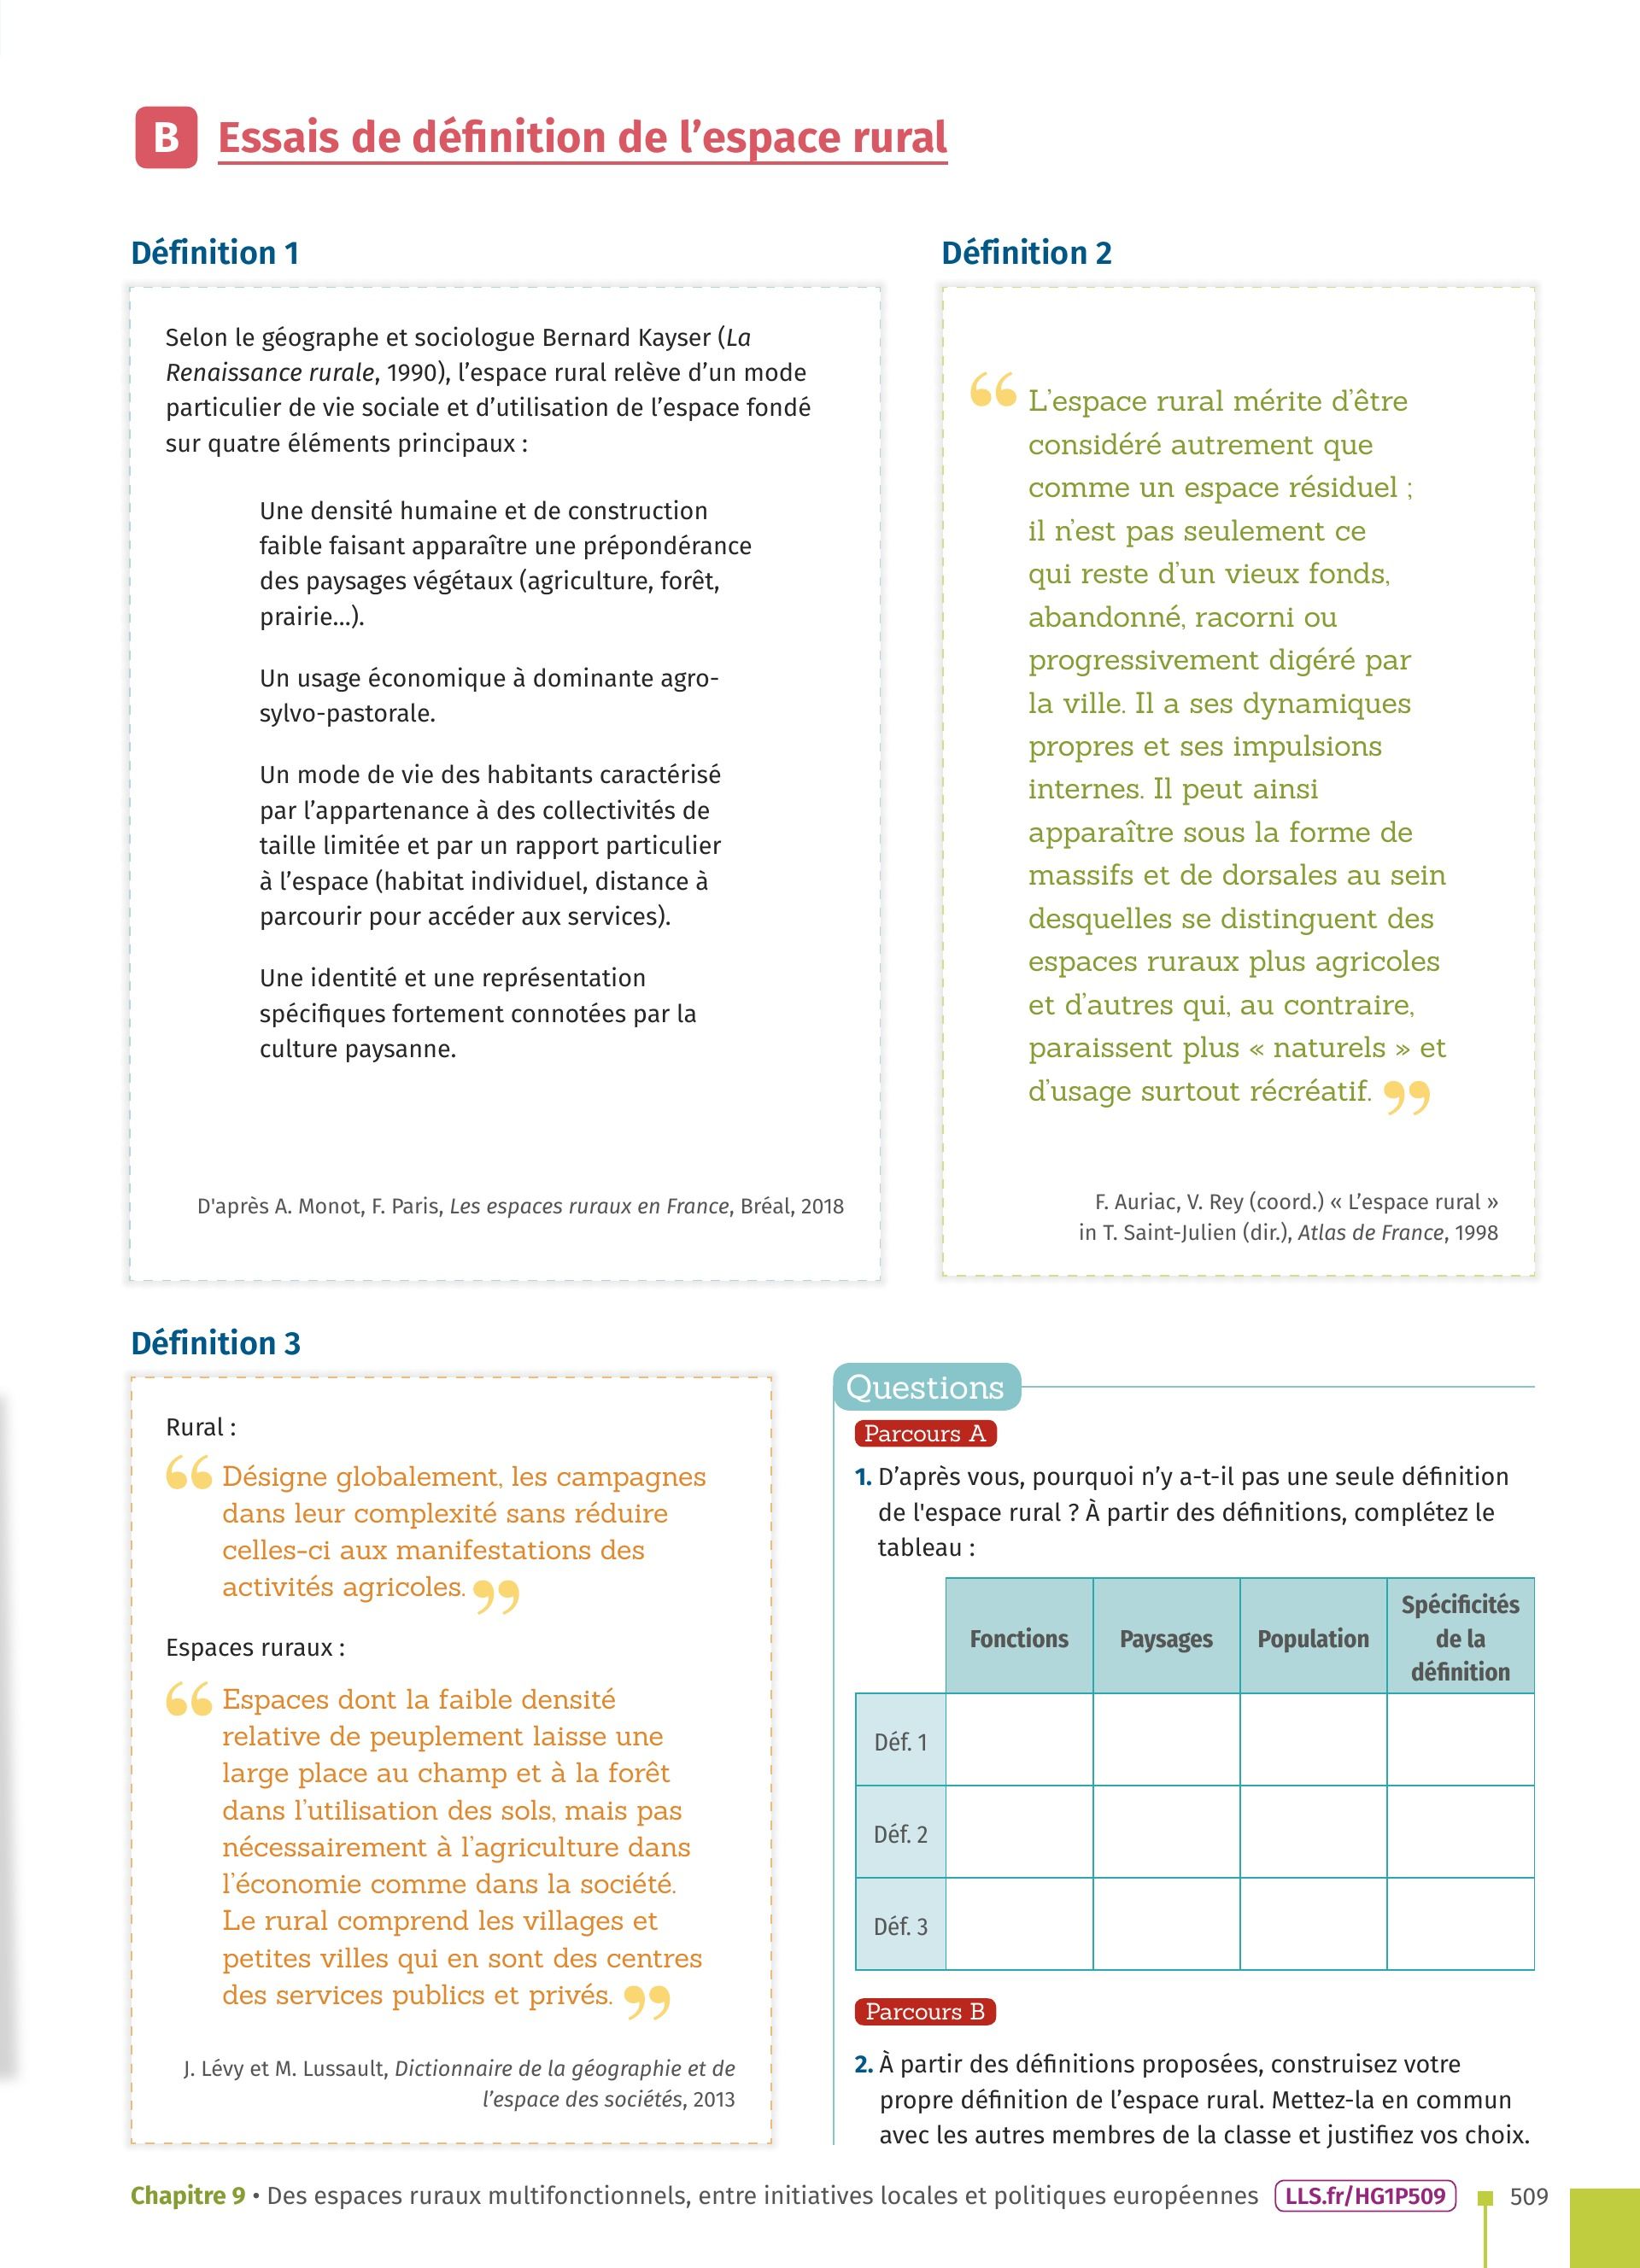 B Essais de définition de l’espace rural
Définition 1
Selon le géographe et sociologue Bernard Kayser (La
Renaissance rurale, 1990), l’espace rural relève d’un mode
particulier de vie sociale et d’utilisation de l’espace fondé
sur quatre éléments principaux :
Une densité humaine et de construction
faible faisant apparaître une prépondérance
des paysages végétaux (agriculture, forêt,
prairie…).
Un usage économique à dominante agro-
sylvo-pastorale.
Un mode de vie des habitants caractérisé
par l’appartenance à des collectivités de
taille limitée et par un rapport particulier
à l’espace (habitat individuel, distance à
parcourir pour accéder aux services).
Une identité et une représentation
spécifiques fortement connotées par la
culture paysanne.
D'après A. Monot, F. Paris, Les espaces ruraux en France, Bréal, 2018
Définition 2
“ L’espace rural mérite d’être
considéré autrement que
comme un espace résiduel ;
il n’est pas seulement ce
qui reste d’un vieux fonds,
abandonné, racorni ou
progressivement digéré par
la ville. Il a ses dynamiques
propres et ses impulsions
internes. Il peut ainsi
apparaître sous la forme de
massifs et de dorsales au sein
desquelles se distinguent des
espaces ruraux plus agricoles
et d’autres qui, au contraire,
paraissent plus « naturels » et
d’usage surtout récréatif. ”
F. Auriac, V. Rey (coord.) « L’espace rural »
in T. Saint-Julien (dir.), Atlas de France, 1998
Définition 3
Rural :
“ Désigne globalement, les campagnes
dans leur complexité sans réduire
celles-ci aux manifestations des
activités agricoles. ”
Espaces ruraux :
“ Espaces dont la faible densité
relative de peuplement laisse une
large place au champ et à la forêt
dans l’utilisation des sols, mais pas
nécessairement à l’agriculture dans
l’économie comme dans la société.
Le rural comprend les villages et
petites villes qui en sont des centres
des services publics et privés. ”
J. Lévy et M. Lussault, Dictionnaire de la géographie et de
l’espace des sociétés, 2013
Questions
Parcours A
1. D’après vous, pourquoi n’y a-t-il pas une seule définition
de l'espace rural ? À partir des définitions, complétez le
tableau :
Fonctions Paysages Population Spécificités
de la
définition
Déf. 1
Déf. 2
Déf. 3
Parcours B
2. À partir des définitions proposées, construisez votre
propre définition de l’espace rural. Mettez-la en commun
avec les autres membres de la classe et justifiez vos choix.
Chapitre 9 • Des espaces ruraux multifonctionnels, entre initiatives locales et politiques européennes LLS.fr/HG1P509 509